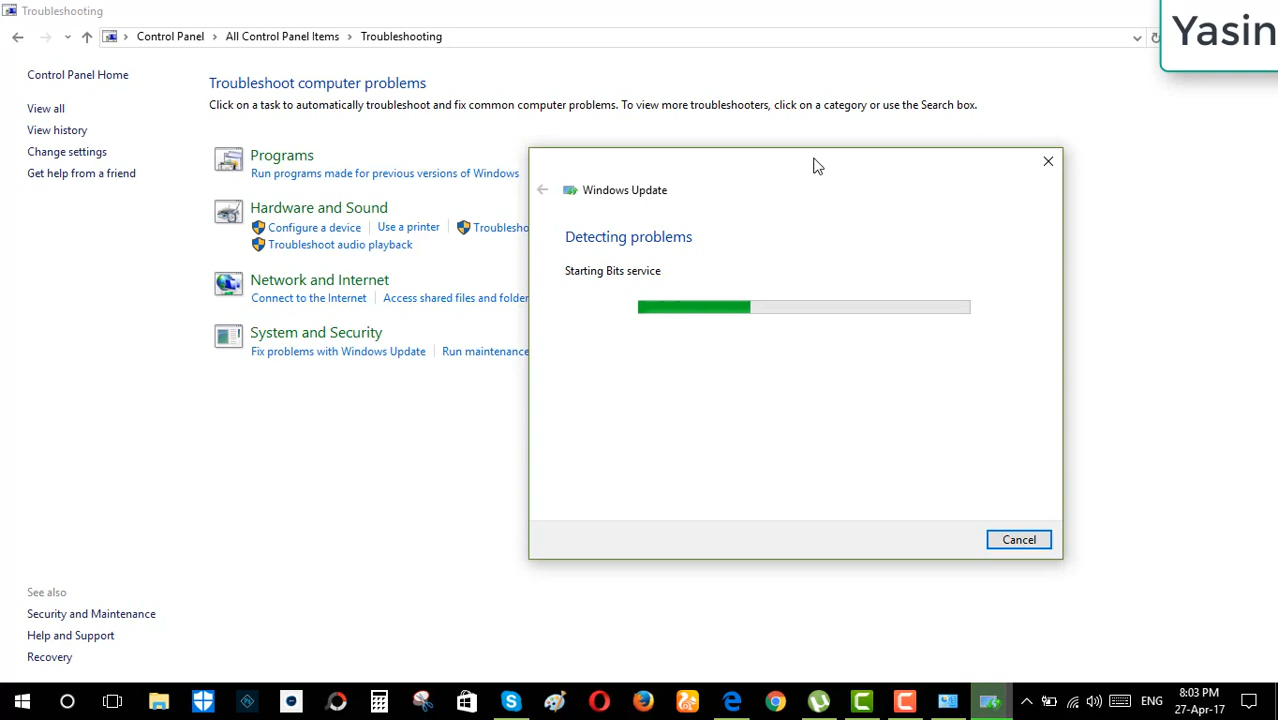 Troubleshooting
Control Panel > All Control Panel Items > Troubleshooting
Yasin
Control Panel Home
View all
View history
Change settings
Get help from a friend
Troubleshoot computer problems
Click on a task to automatically troubleshoot and fix common computer problems. To view more troubleshooters, click on a category or use the Search box.
Programs
Run programs made for previous versions of Windows
Hardware and Sound
Configure a device | Use a printer | Troublesho
Troubleshoot audio playback
Network and Internet
Connect to the Internet | Access shared files and folder
System and Security
Fix problems with Windows Update | Run maintenance
Windows Update
Detecting problems
Starting Bits service
Cancel
See also
Security and Maintenance
Help and Support
Recovery
ENG
8:03 PM
27-Apr-17